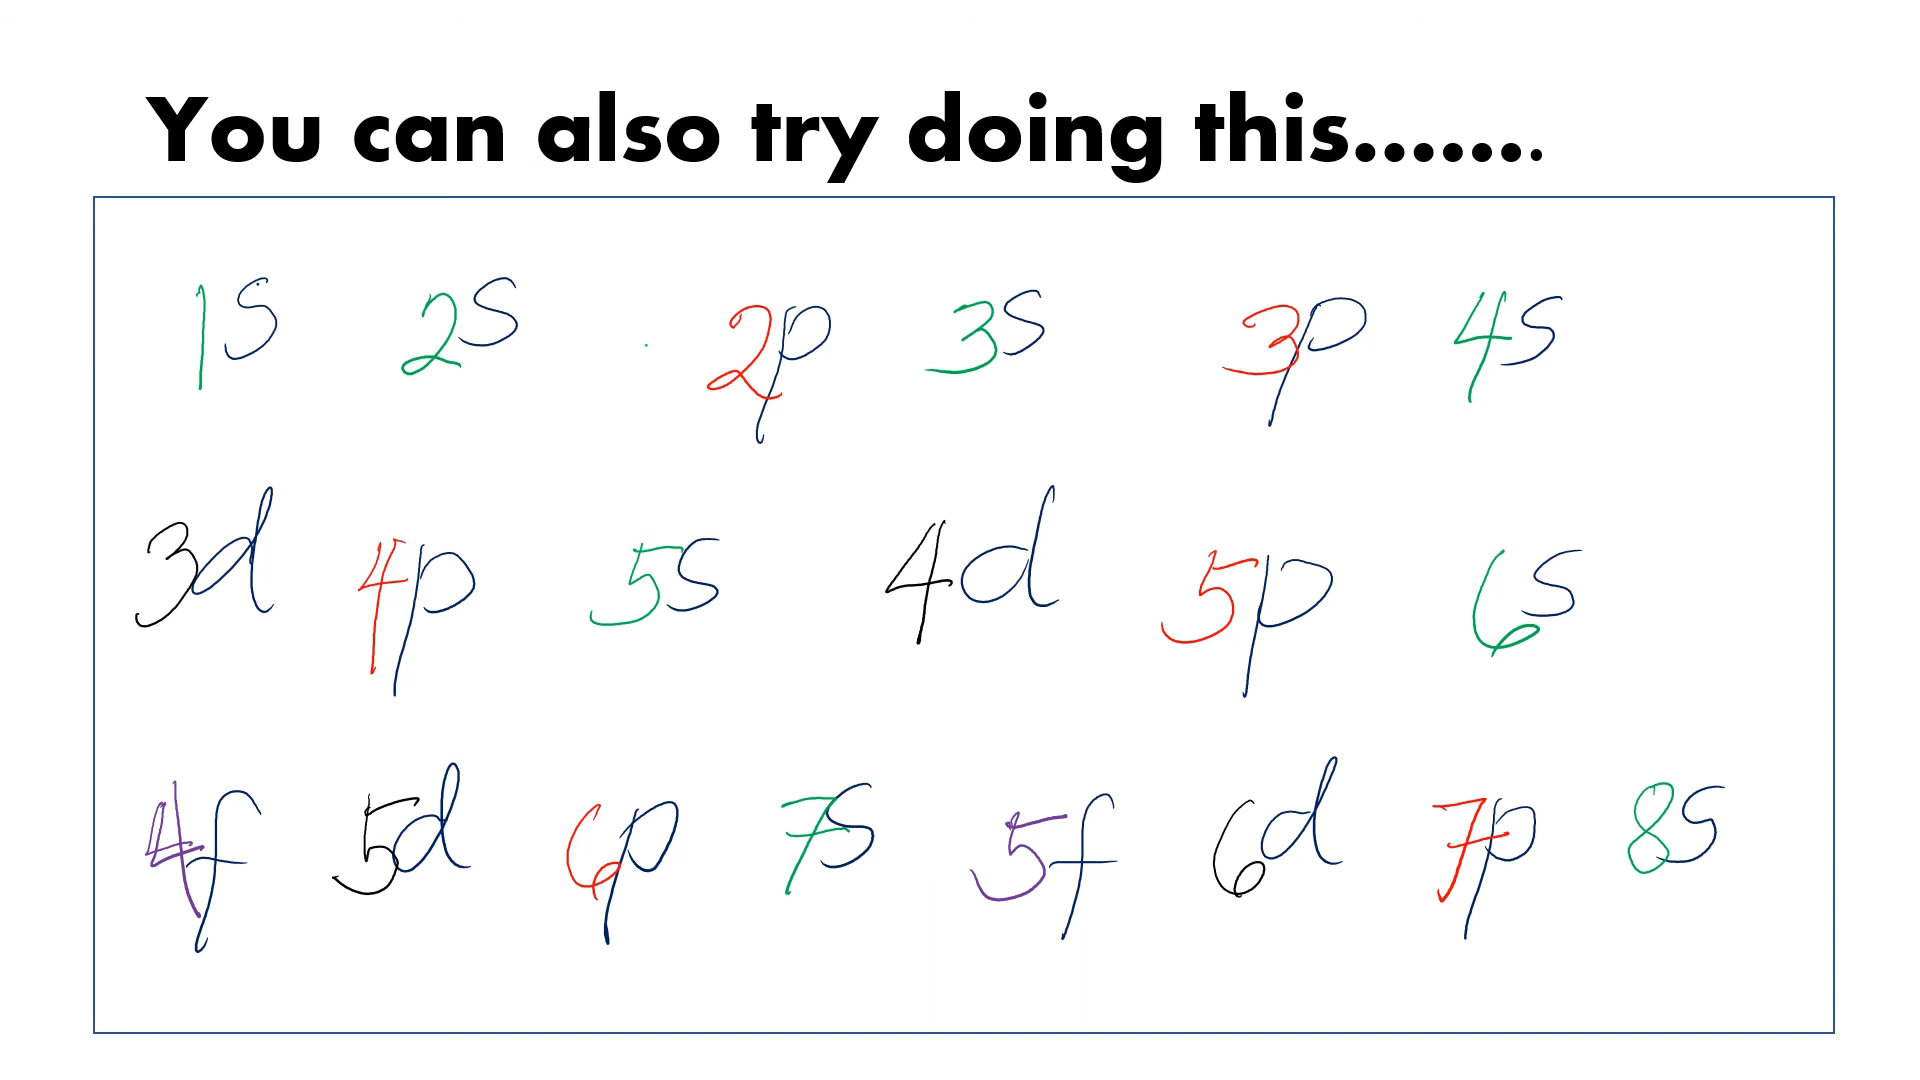 You can also try doing this.......
1s 2s 2p 3s 3p 4s
3d 4p 5s 4d 5p 6s
4f 5d 6p 7s 5f 6d 7p 8s